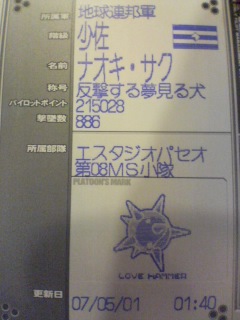 所属軍 地球連邦軍
階級 少佐
名前 ナオキ・サク
称号 反撃する夢見る犬
パイロットポイント 215028
撃墜数 886
所属部隊 エスタジオパセオ
第08MS小隊
PLATOON'S MARK
LOVE HAMMER
更新日 07/05/01 01:40